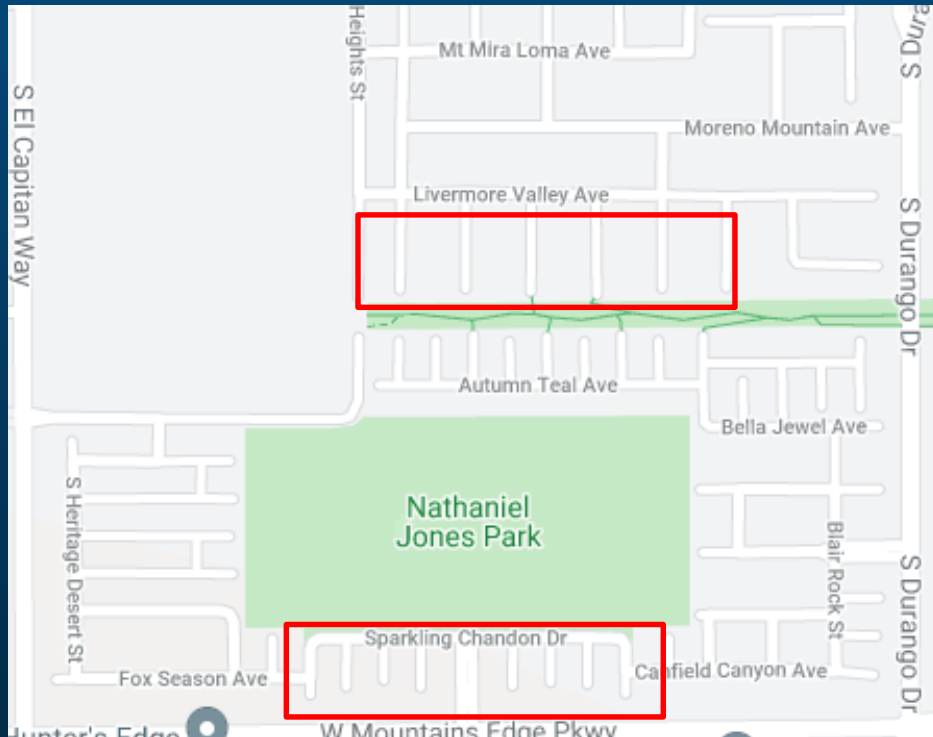 Heights St
S Dura
Mt Mira Loma Ave
S El Capitan Way
Moreno Mountain Ave
Livermore Valley Ave
S Durango Dr
Autumn Teal Ave
Bella Jewel Ave
Nathaniel
Jones Park
S Heritage Desert St
Blair Rock St
S Durango Dr
Sparkling Chandon Dr
Fox Season Ave
Canfield Canyon Ave
Hunter's Edge
W Mountains Edge Pkwy